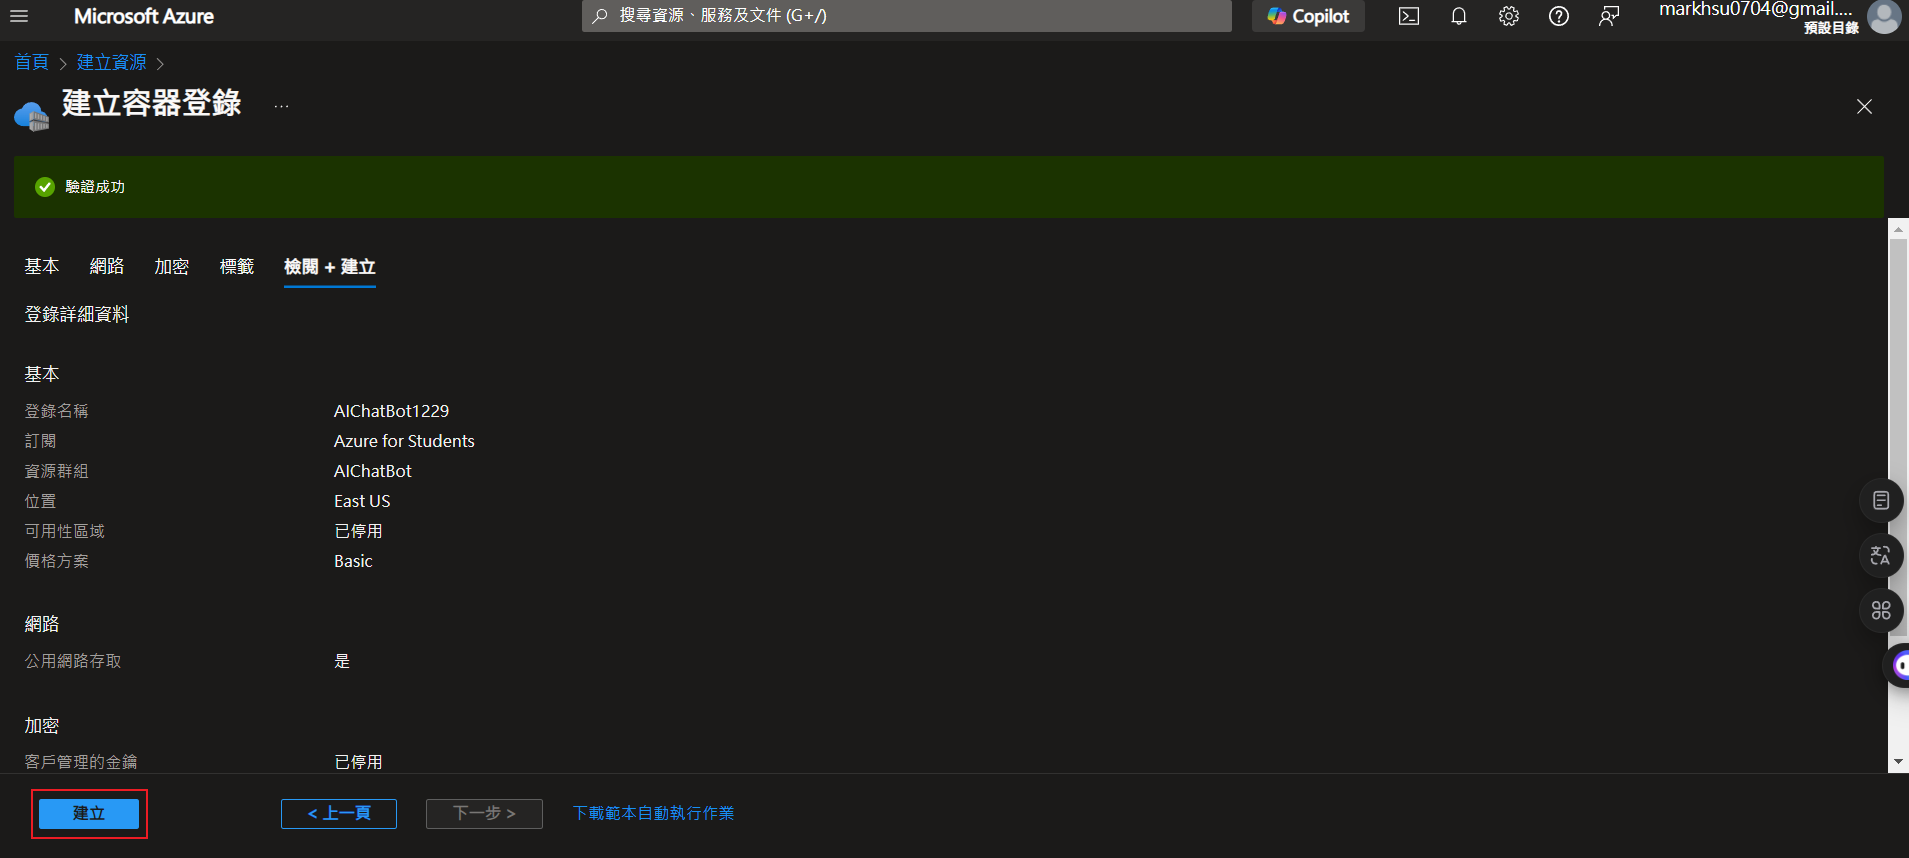 Microsoft Azure
搜尋資源、服務及文件 (G+/)
Copilot
markhsu0704@gmail....
預設目錄
首頁 > 建立資源 >
建立容器登錄 ...
驗證成功
基本 網路 加密 標籤 檢閱 + 建立
登錄詳細資料
基本
登錄名稱 AIChatBot1229
訂閱 Azure for Students
資源群組 AIChatBot
位置 East US
可用性區域 已停用
價格方案 Basic
網路
公用網路存取 是
加密
客戶管理的金鑰 已停用
建立 < 上一頁 下一步 > 下載範本自動執行作業